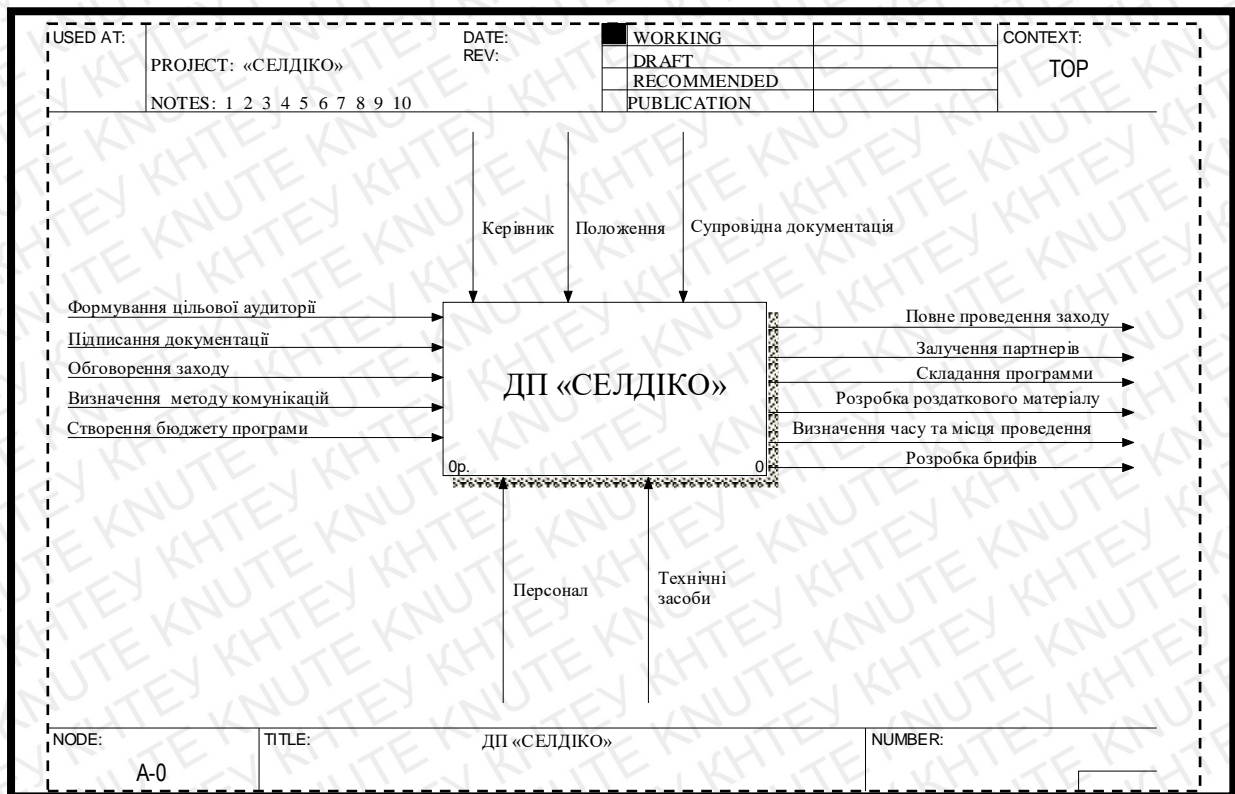 USED AT:
PROJECT: «СЕЛДІКО»
NOTES: 1 2 3 4 5 6 7 8 9 10
DATE:
REV:
WORKING
DRAFT
RECOMMENDED
PUBLICATION
CONTEXT:
TOP
Керівник
Положення
Супровідна документація
Формування цільової аудиторії
Підписання документації
Обговорення заходу
Визначення методу комунікацій
Створення бюджету програми
ДП «СЕЛДІКО»
0р.
0
Повне проведення заходу
Залучення партнерів
Складання программи
Розробка роздаткового матеріалу
Визначення часу та місця проведення
Розробка брифів
Персонал
Технічні
засоби
NODE:
A-0
TITLE:
ДП «СЕЛДІКО»
NUMBER:
KNUTE КНТЕУ